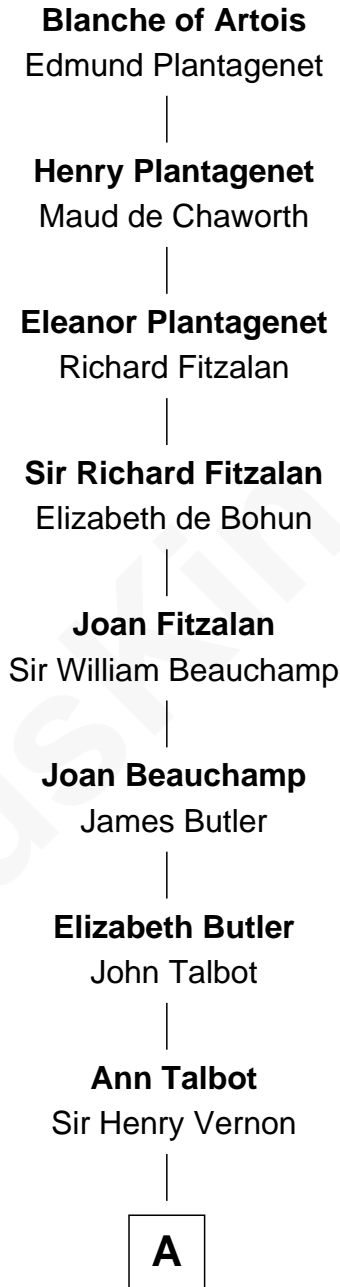 Blanche of Artois
Edmund Plantagenet
Henry Plantagenet
Maud de Chaworth
Eleanor Plantagenet
Richard Fitzalan
Sir Richard Fitzalan
Elizabeth de Bohun
Joan Fitzalan
Sir William Beauchamp
Joan Beauchamp
James Butler
Elizabeth Butler
John Talbot
Ann Talbot
Sir Henry Vernon
A